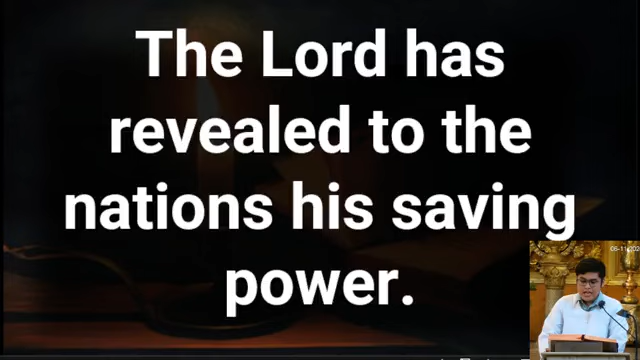 The Lord has
revealed to the
nations his saving
power.